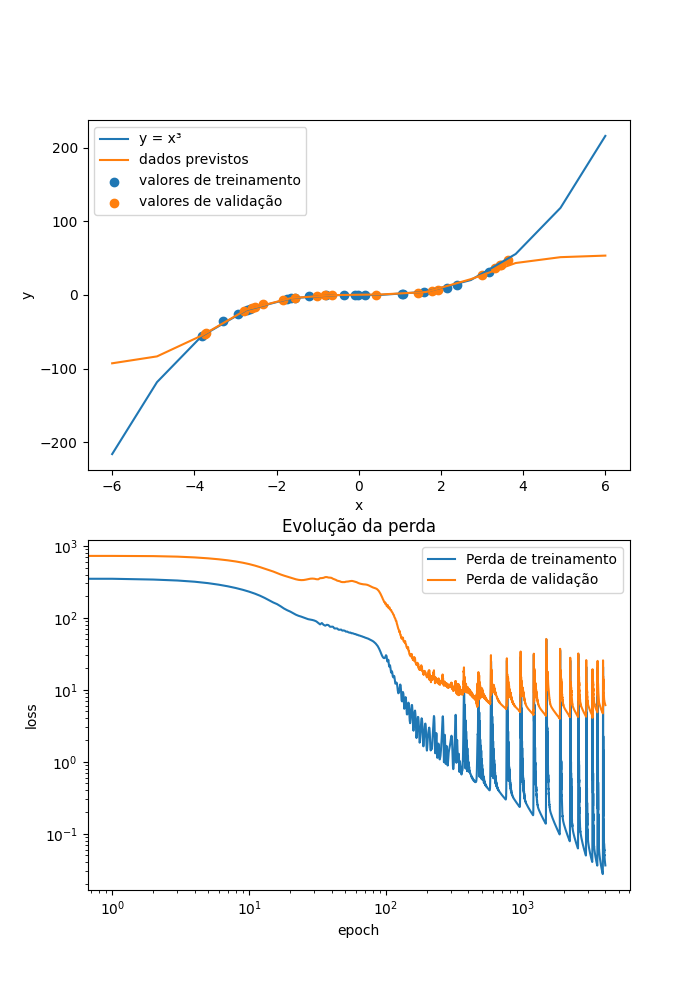 y = x³
dados previstos
valores de treinamento
valores de validação
200
100
0
−100
−200
y
−6 −4 −2 0 2 4 6
x
Evolução da perda
Perda de treinamento
Perda de validação
10³
10²
10¹
10⁰
10⁻¹
loss
10⁰ 10¹ 10² 10³
epoch